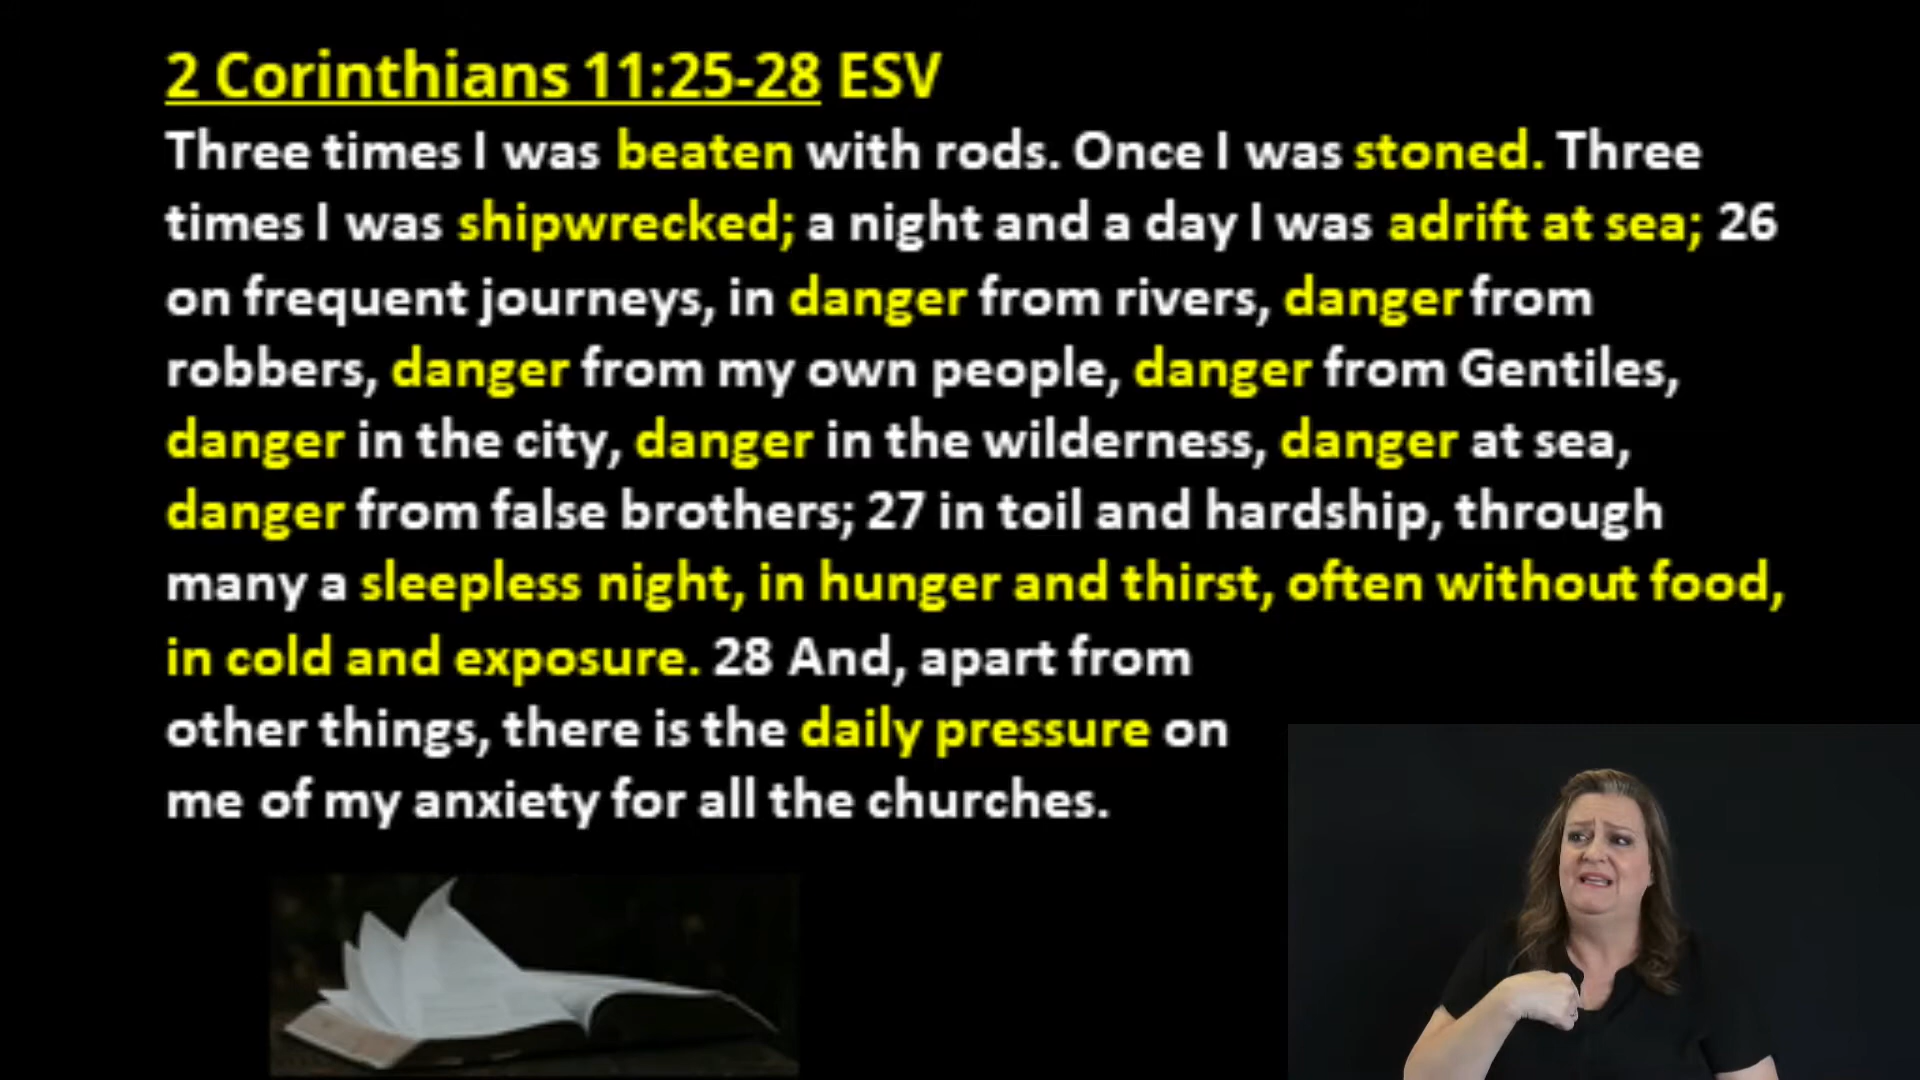 2 Corinthians 11:25-28 ESV
Three times I was beaten with rods. Once I was stoned. Three
times I was shipwrecked; a night and a day I was adrift at sea; 26
on frequent journeys, in danger from rivers, danger from
robbers, danger from my own people, danger from Gentiles,
danger in the city, danger in the wilderness, danger at sea,
danger from false brothers; 27 in toil and hardship, through
many a sleepless night, in hunger and thirst, often without food,
in cold and exposure. 28 And, apart from
other things, there is the daily pressure on
me of my anxiety for all the churches.